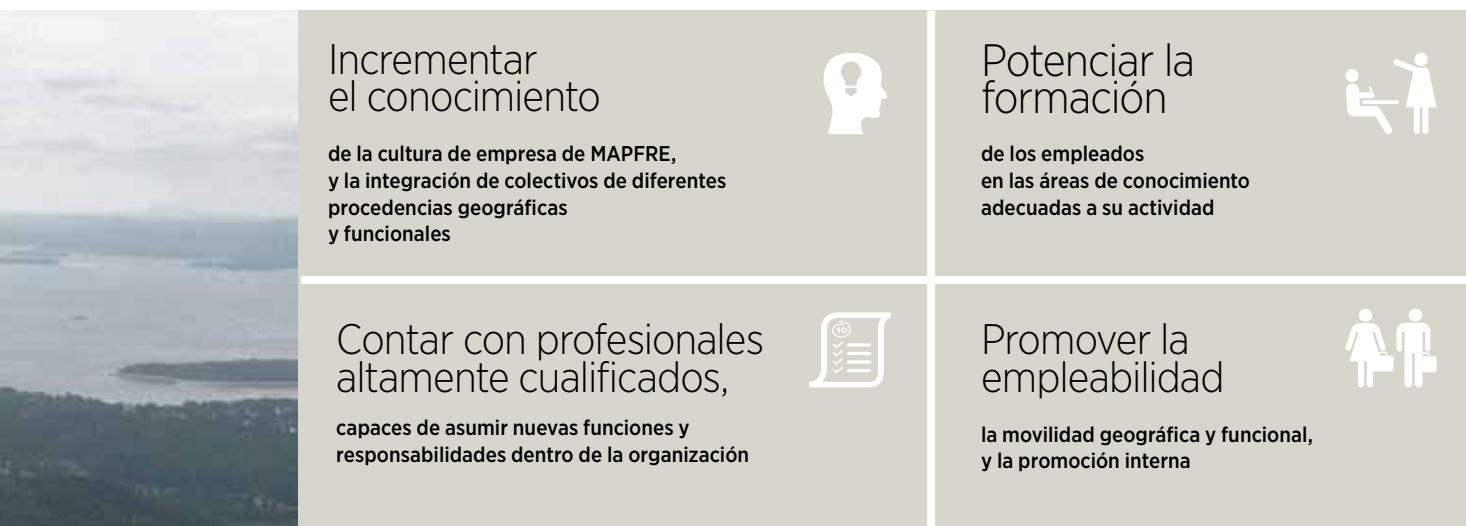 Incrementar
el conocimiento
de la cultura de empresa de MAPFRE,
y la integración de colectivos de diferentes
procedencias geográficas
y funcionales
Potenciar la
formación
de los empleados
en las áreas de conocimiento
adecuadas a su actividad
Contar con profesionales
altamente cualificados,
capaces de asumir nuevas funciones y
responsabilidades dentro de la organización
10
Promover la
empleabilidad
la movilidad geográfica y funcional,
y la promoción interna